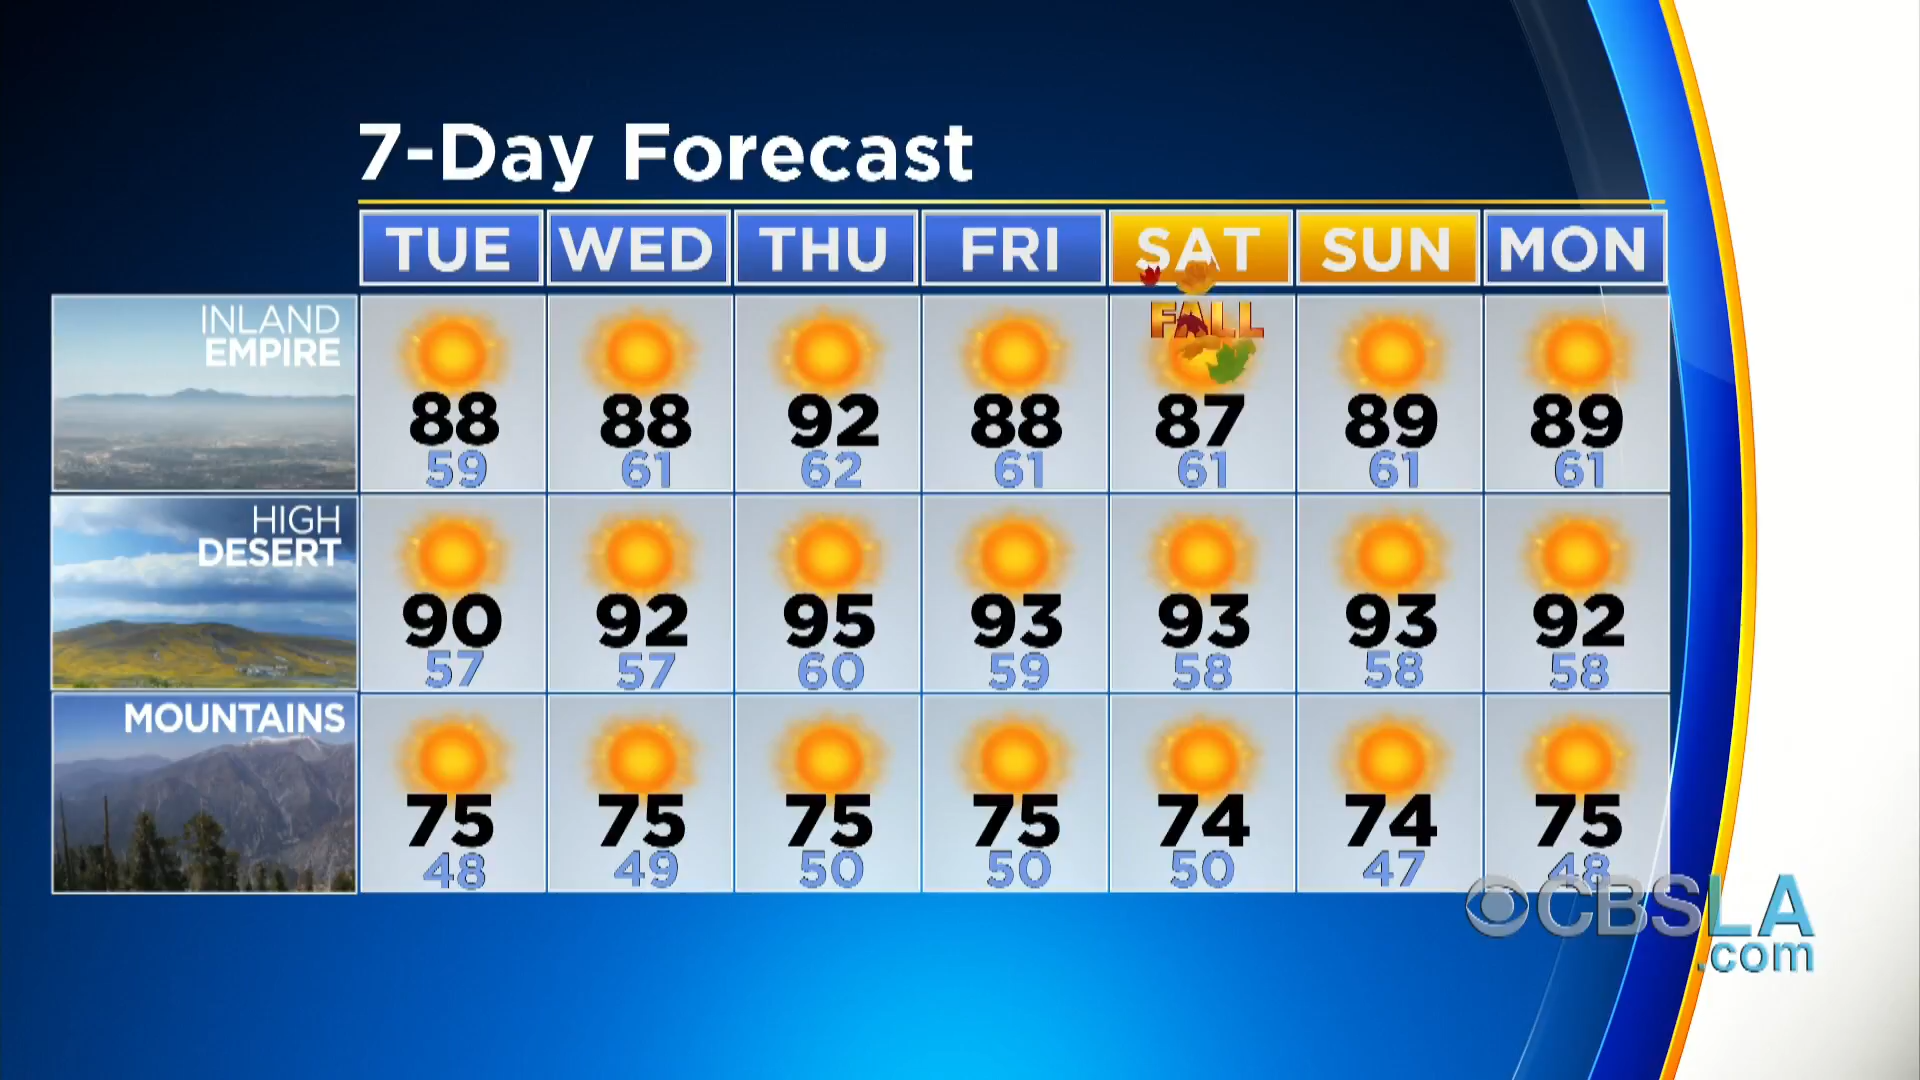 7-Day Forecast
TUE WED THU FRI SAT SUN MON
INLAND
EMPIRE
FALL
88 88 92 88 87 89 89
59 61 62 61 61 61 61
HIGH
DESERT
90 92 95 93 93 93 92
57 57 60 59 58 58 58
MOUNTAINS
75 75 75 75 74 74 75
48 49 50 50 50 47 48
CBSLA
.com